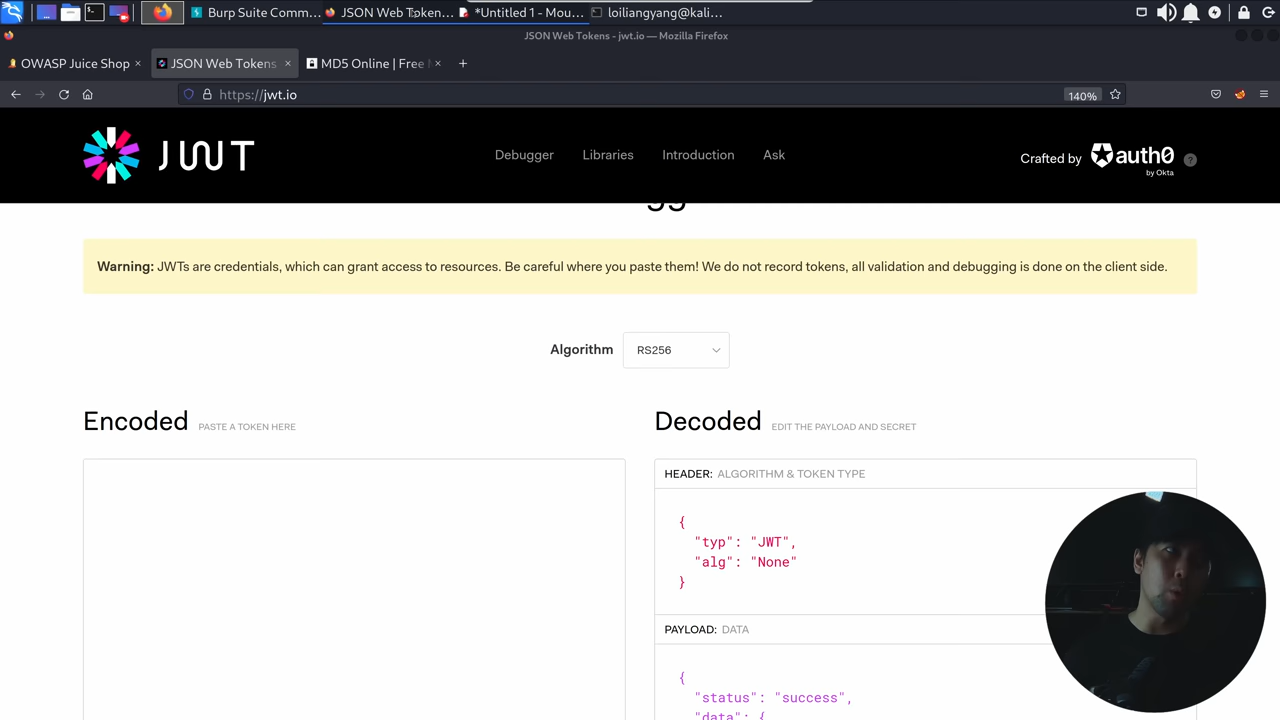 Burp Suite Comm...
JSON Web Token...
*Untitled 1 - Mou...
loiliangyang@kali...
JSON Web Tokens - jwt.io — Mozilla Firefox
OWASP Juice Shop
JSON Web Tokens
MD5 Online | Free
https://jwt.io
140%
JWT
Debugger
Libraries
Introduction
Ask
Crafted by
auth0
by Okta
?
Warning: JWTs are credentials, which can grant access to resources. Be careful where you paste them! We do not record tokens, all validation and debugging is done on the client side.
Algorithm
RS256
Encoded PASTE A TOKEN HERE
Decoded EDIT THE PAYLOAD AND SECRET
HEADER: ALGORITHM & TOKEN TYPE
{
"typ": "JWT",
"alg": "None"
}
PAYLOAD: DATA
{
"status": "success",
"data": {